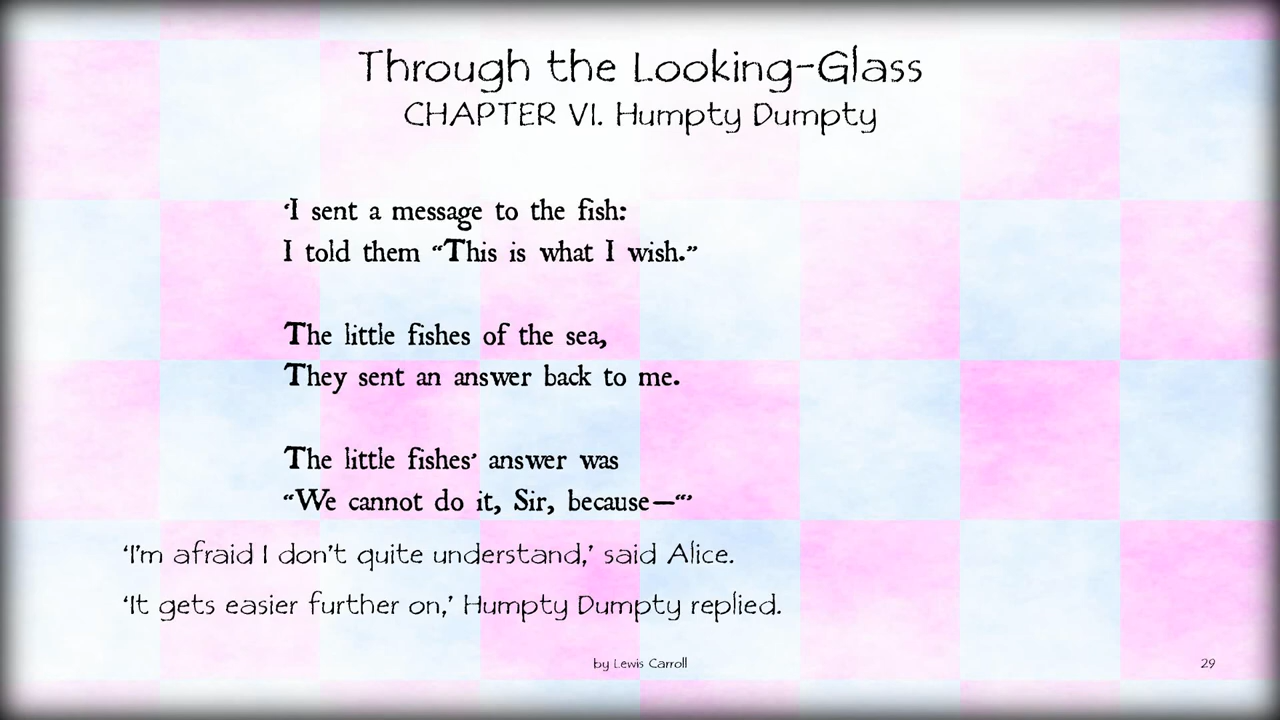 Through the Looking-Glass
CHAPTER VI. Humpty Dumpty
‘I sent a message to the fish:
I told them “This is what I wish.”
The little fishes of the sea,
They sent an answer back to me.
The little fishes’ answer was
“We cannot do it, Sir, because—“’
‘I’m afraid I don’t quite understand,’ said Alice.
‘It gets easier further on,’ Humpty Dumpty replied.
by Lewis Carroll
29